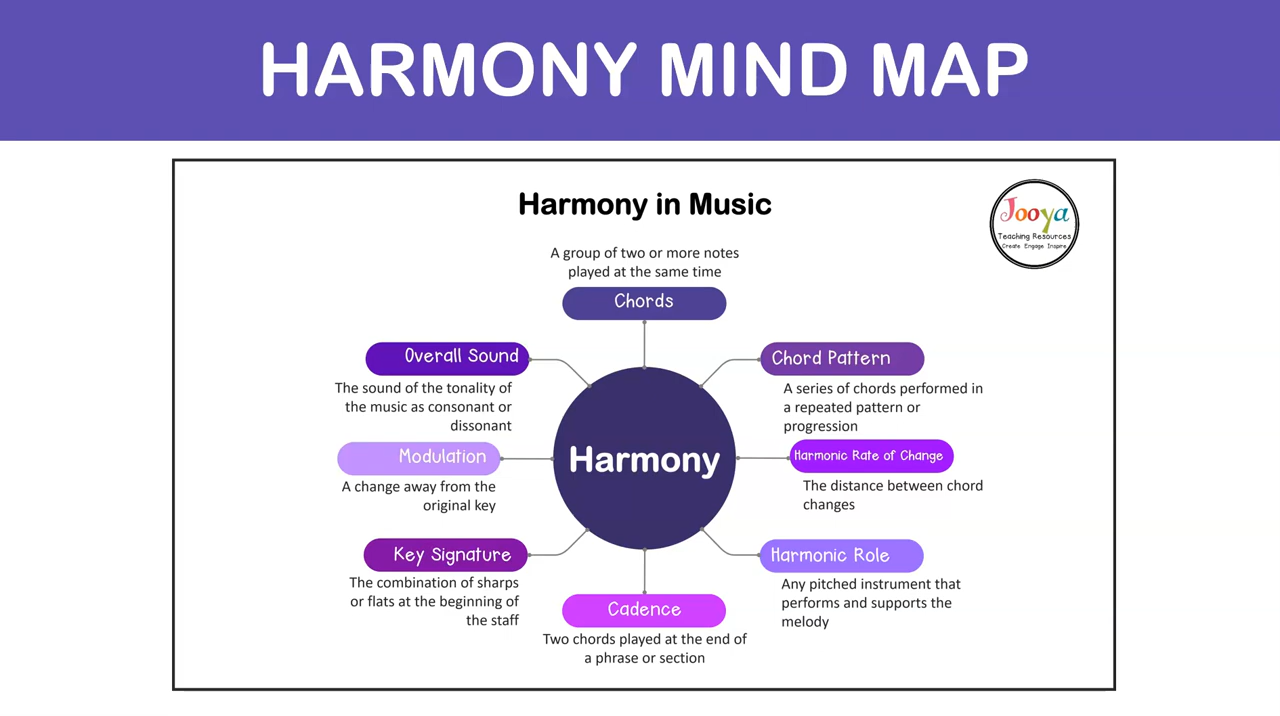 HARMONY MIND MAP
Harmony in Music
Jooya
Teaching Resources
Create Engage Inspire
A group of two or more notes
played at the same time
Chords
Overall Sound
The sound of the tonality of
the music as consonant or
dissonant
Chord Pattern
A series of chords performed in
a repeated pattern or
progression
Harmony
Modulation
A change away from the
original key
Harmonic Rate of Change
The distance between chord
changes
Key Signature
The combination of sharps
or flats at the beginning of
the staff
Harmonic Role
Any pitched instrument that
performs and supports the
melody
Cadence
Two chords played at the end of
a phrase or section